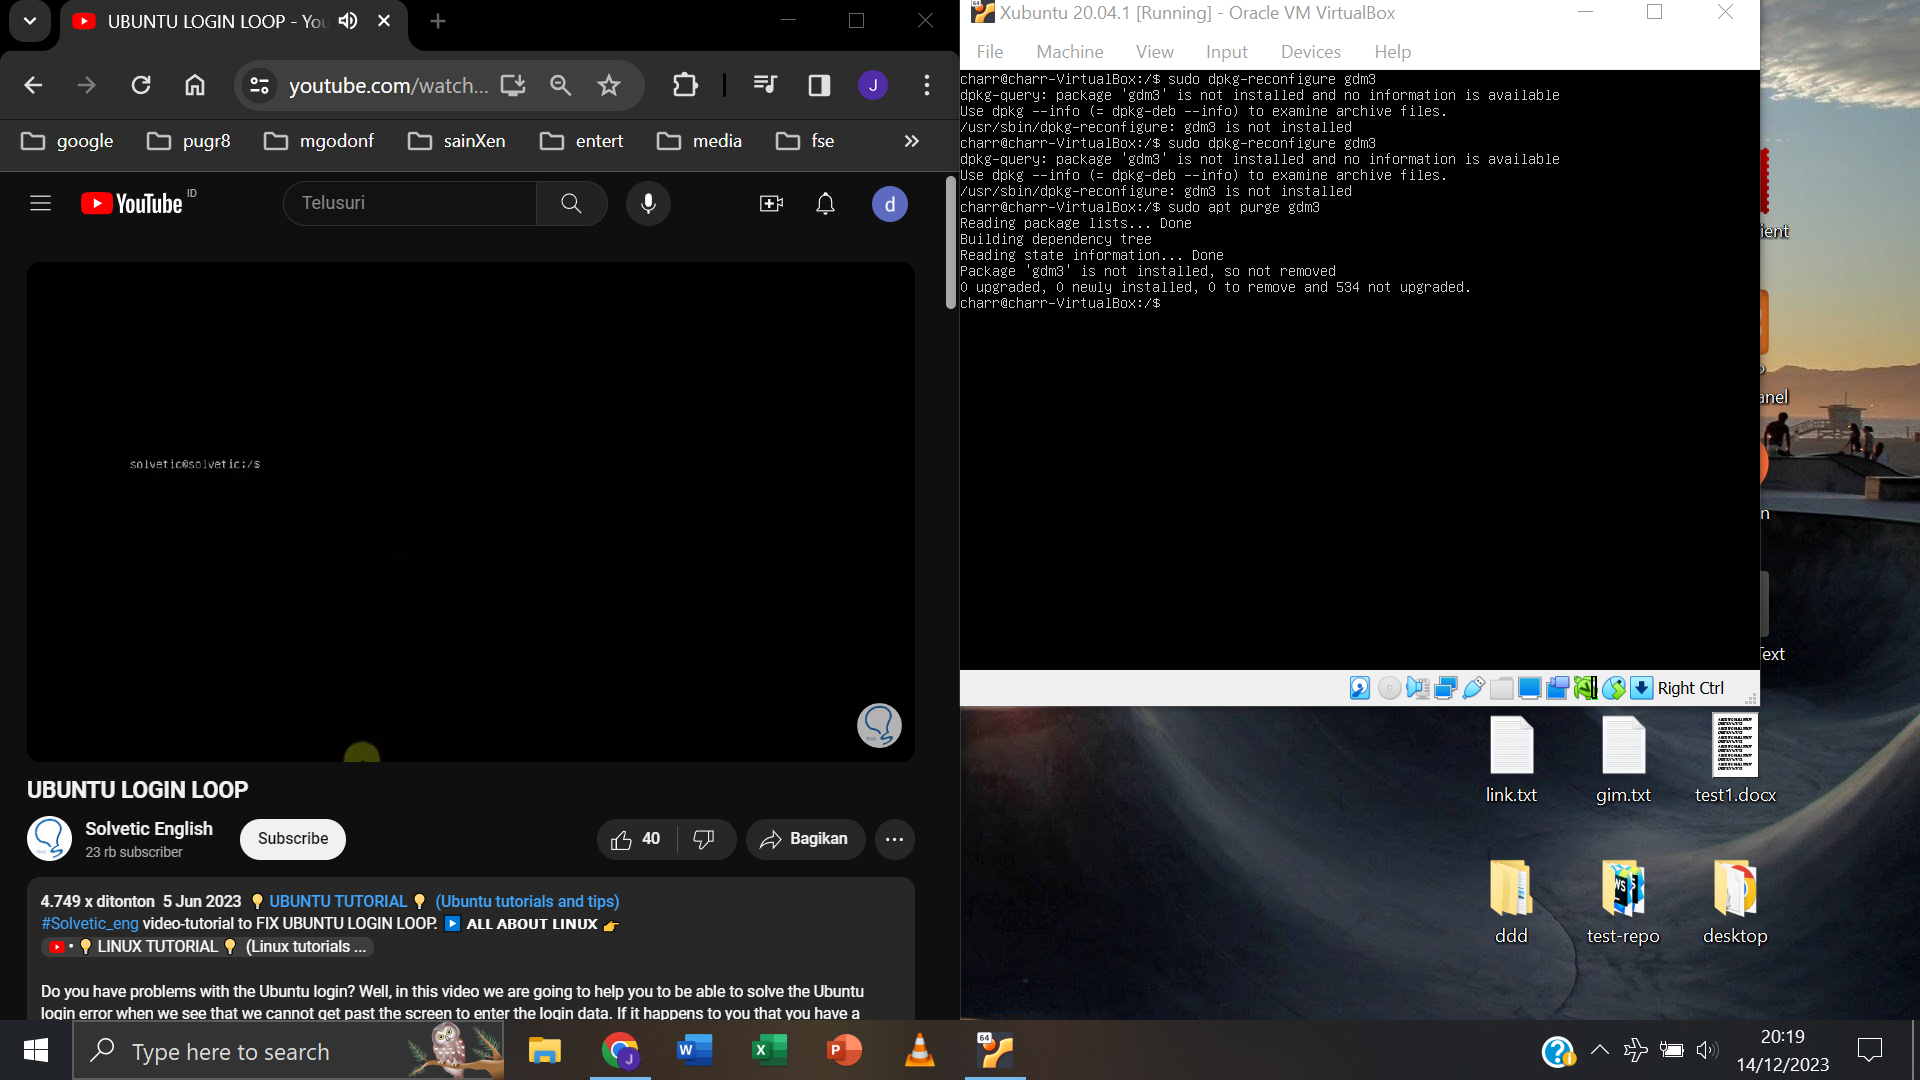 UBUNTU LOGIN LOOP - You
youtube.com/watch...
J
google
pugr8
mgodonf
sainXen
entert
media
fse
»
YouTube
ID
Telusuri
d
solvetic@solvetic:/$
UBUNTU LOGIN LOOP
Solvetic English
23 rb subscriber
Subscribe
40
Bagikan
4.749 x ditonton 5 Jun 2023 💡 UBUNTU TUTORIAL 💡 (Ubuntu tutorials and tips)
#Solvetic_eng video-tutorial to FIX UBUNTU LOGIN LOOP. ▶️ ALL ABOUT LINUX 👉
• 💡 LINUX TUTORIAL 💡 (Linux tutorials ...
Do you have problems with the Ubuntu login? Well, in this video we are going to help you to be able to solve the Ubuntu
login error when we see that we cannot get past the screen to enter the login data. If it happens to you that you have a
Xubuntu 20.04.1 [Running] - Oracle VM VirtualBox
File
Machine
View
Input
Devices
Help
charr@charr-VirtualBox:/$ sudo dpkg-reconfigure gdm3
dpkg-query: package 'gdm3' is not installed and no information is available
Use dpkg --info (= dpkg-deb --info) to examine archive files.
/usr/sbin/dpkg-reconfigure: gdm3 is not installed
charr@charr-VirtualBox:/$ sudo dpkg-reconfigure gdm3
dpkg-query: package 'gdm3' is not installed and no information is available
Use dpkg --info (= dpkg-deb --info) to examine archive files.
/usr/sbin/dpkg-reconfigure: gdm3 is not installed
charr@charr-VirtualBox:/$ sudo apt purge gdm3
Reading package lists... Done
Building dependency tree
Reading state information... Done
Package 'gdm3' is not installed, so not removed
0 upgraded, 0 newly installed, 0 to remove and 534 not upgraded.
charr@charr-VirtualBox:/$
Right Ctrl
ient
anel
n
Text
link.txt
gim.txt
test1.docx
ddd
test-repo
desktop
Type here to search
20:19
14/12/2023